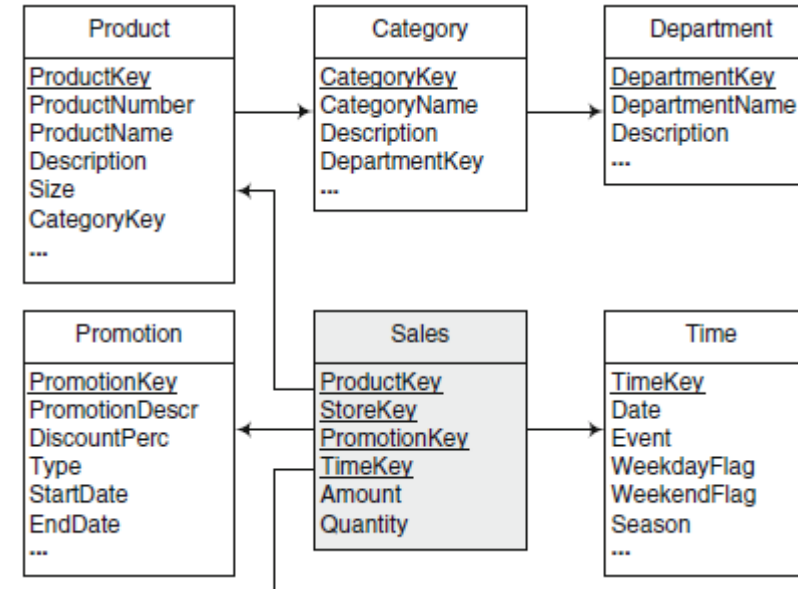 Product
ProductKey
ProductNumber
ProductName
Description
Size
CategoryKey
...
Category
CategoryKey
CategoryName
Description
DepartmentKey
...
Department
DepartmentKey
DepartmentName
Description
...
Promotion
PromotionKey
PromotionDescr
DiscountPerc
Type
StartDate
EndDate
...
Sales
ProductKey
StoreKey
PromotionKey
TimeKey
Amount
Quantity
Time
TimeKey
Date
Event
WeekdayFlag
WeekendFlag
Season
...